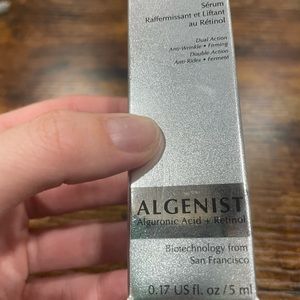 Sérum
Raffermissant et Liftant
au Rétinol
Dual Action
Anti-Wrinkle • Firming
Double Action
Anti-Rides • Fermeté
ALGENIST
Alguronic Acid + Retinol
Biotechnology from
San Francisco
0.17 US fl. oz / 5 ml